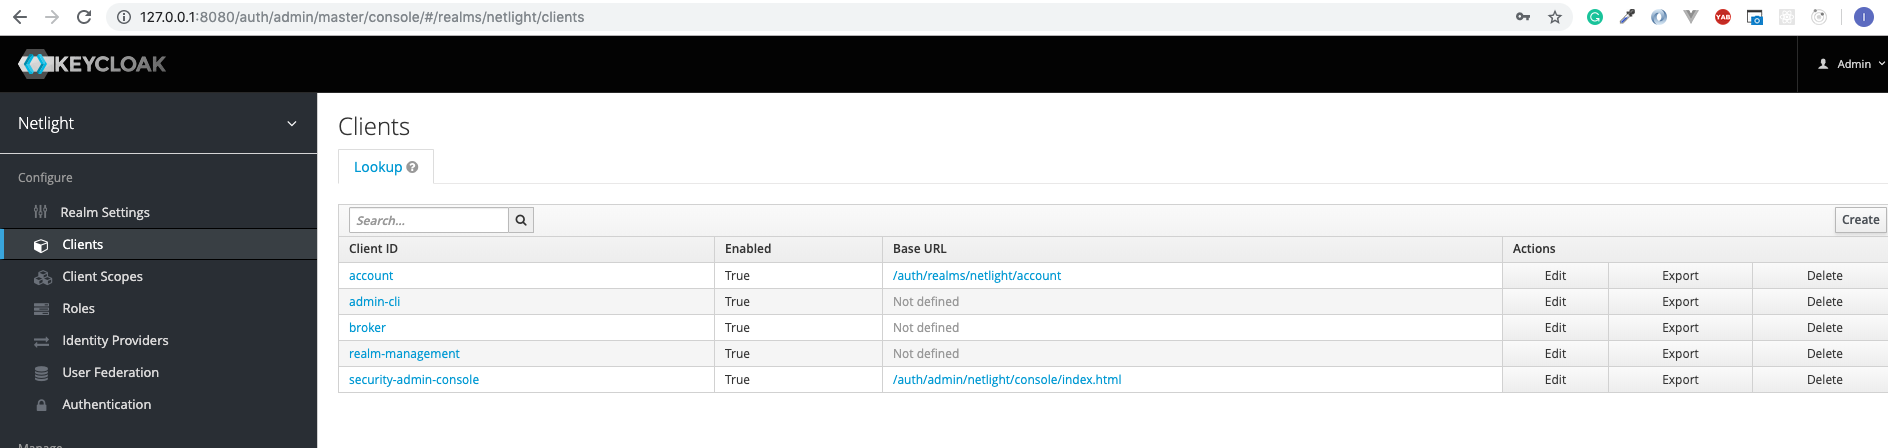 127.0.0.1:8080/auth/admin/master/console/#/realms/netlight/clients
YAB
I
KEYCLOAK
Admin
Netlight
Clients
Lookup
Configure
Realm Settings
Search...
Create
Clients
Client ID Enabled Base URL Actions
Client Scopes
account True /auth/realms/netlight/account Edit Export Delete
Roles
admin-cli True Not defined Edit Export Delete
Identity Providers
broker True Not defined Edit Export Delete
User Federation
realm-management True Not defined Edit Export Delete
Authentication
security-admin-console True /auth/admin/netlight/console/index.html Edit Export Delete
Manage